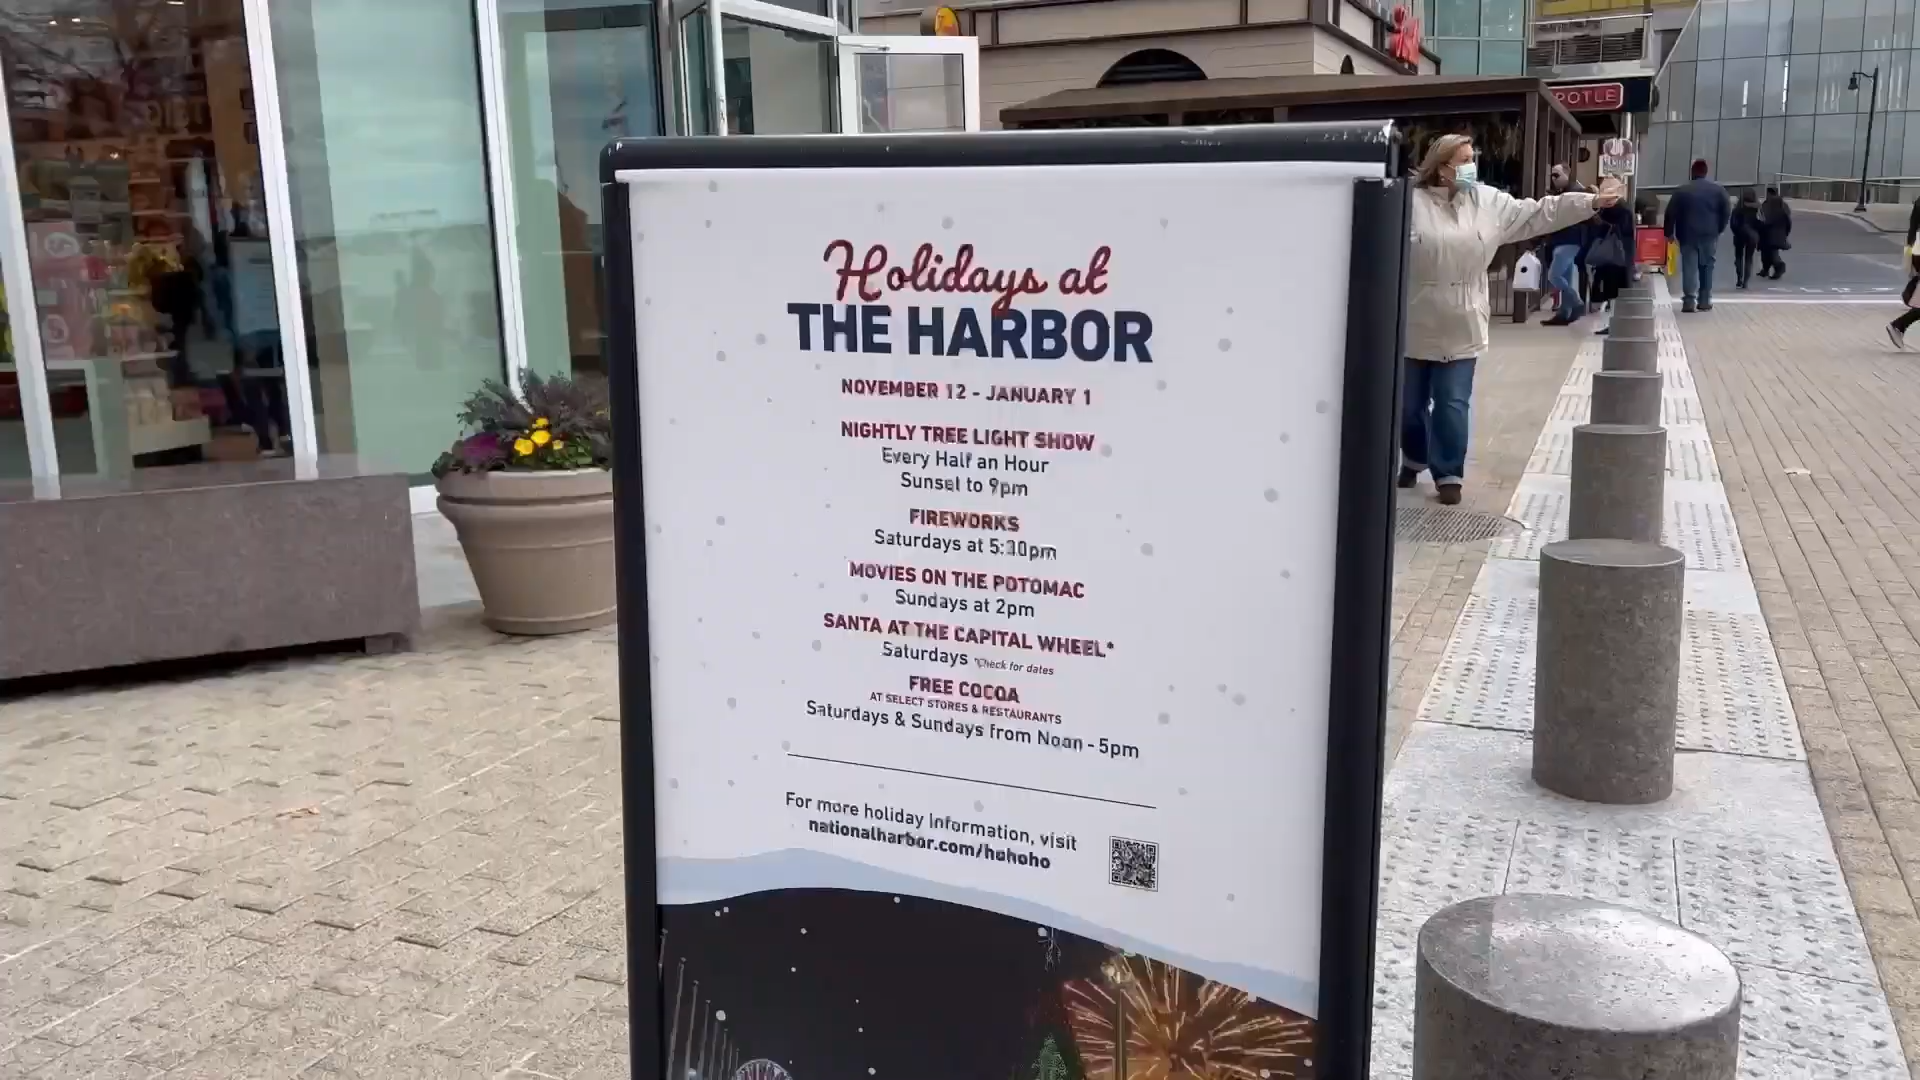 Holidays at
THE HARBOR
NOVEMBER 12 - JANUARY 1
NIGHTLY TREE LIGHT SHOW
Every Half an Hour
Sunset to 9pm
FIREWORKS
Saturdays at 5:30pm
MOVIES ON THE POTOMAC
Sundays at 2pm
SANTA AT THE CAPITAL WHEEL*
Saturdays *Check for dates
FREE COCOA
AT SELECT STORES & RESTAURANTS
Saturdays & Sundays from Noon - 5pm
For more holiday information, visit
nationalharbor.com/hohoho
POTLE